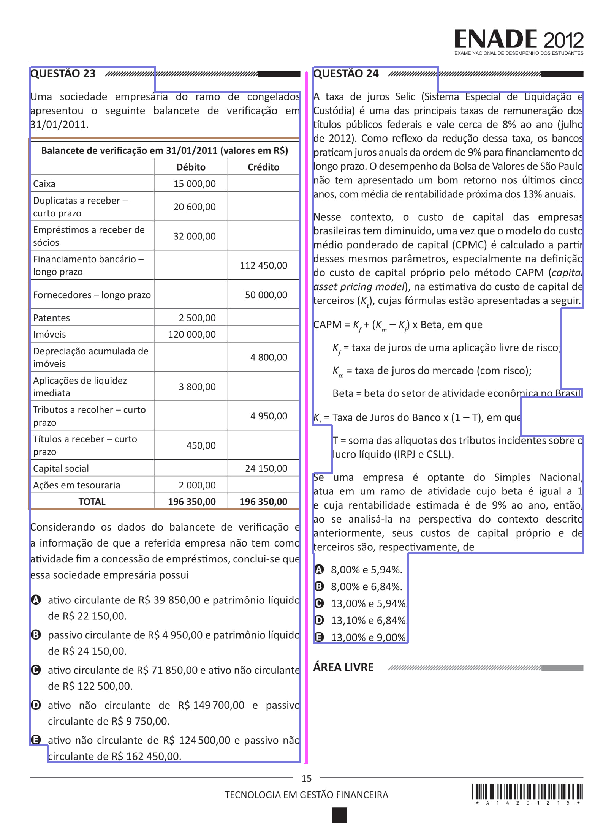 ENADE 2012
EXAME NACIONAL DE DESEMPENHO DOS ESTUDANTES
QUESTÃO 23
Uma sociedade empresária do ramo de congelados
apresentou o seguinte balancete de verificação em
31/01/2011.
Balancete de verificação em 31/01/2011 (valores em R$)
Débito Crédito
Caixa 15 000,00
Duplicatas a receber –
curto prazo 20 600,00
Empréstimos a receber de
sócios 32 000,00
Financiamento bancário –
longo prazo 112 450,00
Fornecedores – longo prazo 50 000,00
Patentes 2 500,00
Imóveis 120 000,00
Depreciação acumulada de
imóveis 4 800,00
Aplicações de liquidez
imediata 3 800,00
Tributos a recolher – curto
prazo 4 950,00
Títulos a receber – curto
prazo 450,00
Capital social 24 150,00
Ações em tesouraria 2 000,00
TOTAL 196 350,00 196 350,00
Considerando os dados do balancete de verificação e
a informação de que a referida empresa não tem como
atividade fim a concessão de empréstimos, conclui-se que
essa sociedade empresária possui
A ativo circulante de R$ 39 850,00 e patrimônio líquido
de R$ 22 150,00.
B passivo circulante de R$ 4 950,00 e patrimônio líquido
de R$ 24 150,00.
C ativo circulante de R$ 71 850,00 e ativo não circulante
de R$ 122 500,00.
D ativo não circulante de R$ 149 700,00 e passivo
circulante de R$ 9 750,00.
E ativo não circulante de R$ 124 500,00 e passivo não
circulante de R$ 162 450,00.
QUESTÃO 24
A taxa de juros Selic (Sistema Especial de Liquidação e
Custódia) é uma das principais taxas de remuneração dos
títulos públicos federais e vale cerca de 8% ao ano (julho
de 2012). Como reflexo da redução dessa taxa, os bancos
praticam juros anuais da ordem de 9% para financiamento de
longo prazo. O desempenho da Bolsa de Valores de São Paulo
não tem apresentado um bom retorno nos últimos cinco
anos, com média de rentabilidade próxima dos 13% anuais.
Nesse contexto, o custo de capital das empresas
brasileiras tem diminuído, uma vez que o modelo do custo
médio ponderado de capital (CPMC) é calculado a partir
desses mesmos parâmetros, especialmente na definição
do custo de capital próprio pelo método CAPM (capital
asset pricing model), na estimativa do custo de capital de
terceiros (Kt), cujas fórmulas estão apresentadas a seguir.
CAPM = Kf + (Km – Kf) x Beta, em que
Kf = taxa de juros de uma aplicação livre de risco;
Km = taxa de juros do mercado (com risco);
Beta = beta do setor de atividade econômica no Brasil.
Kt = Taxa de Juros do Banco x (1 – T), em que
T = soma das alíquotas dos tributos incidentes sobre o
lucro líquido (IRPJ e CSLL).
Se uma empresa é optante do Simples Nacional,
atua em um ramo de atividade cujo beta é igual a 1
e cuja rentabilidade estimada é de 9% ao ano, então,
ao se analisá-la na perspectiva do contexto descrito
anteriormente, seus custos de capital próprio e de
terceiros são, respectivamente, de
A 8,00% e 5,94%.
B 8,00% e 6,84%.
C 13,00% e 5,94%.
D 13,10% e 6,84%.
E 13,00% e 9,00%.
ÁREA LIVRE
15
TECNOLOGIA EM GESTÃO FINANCEIRA